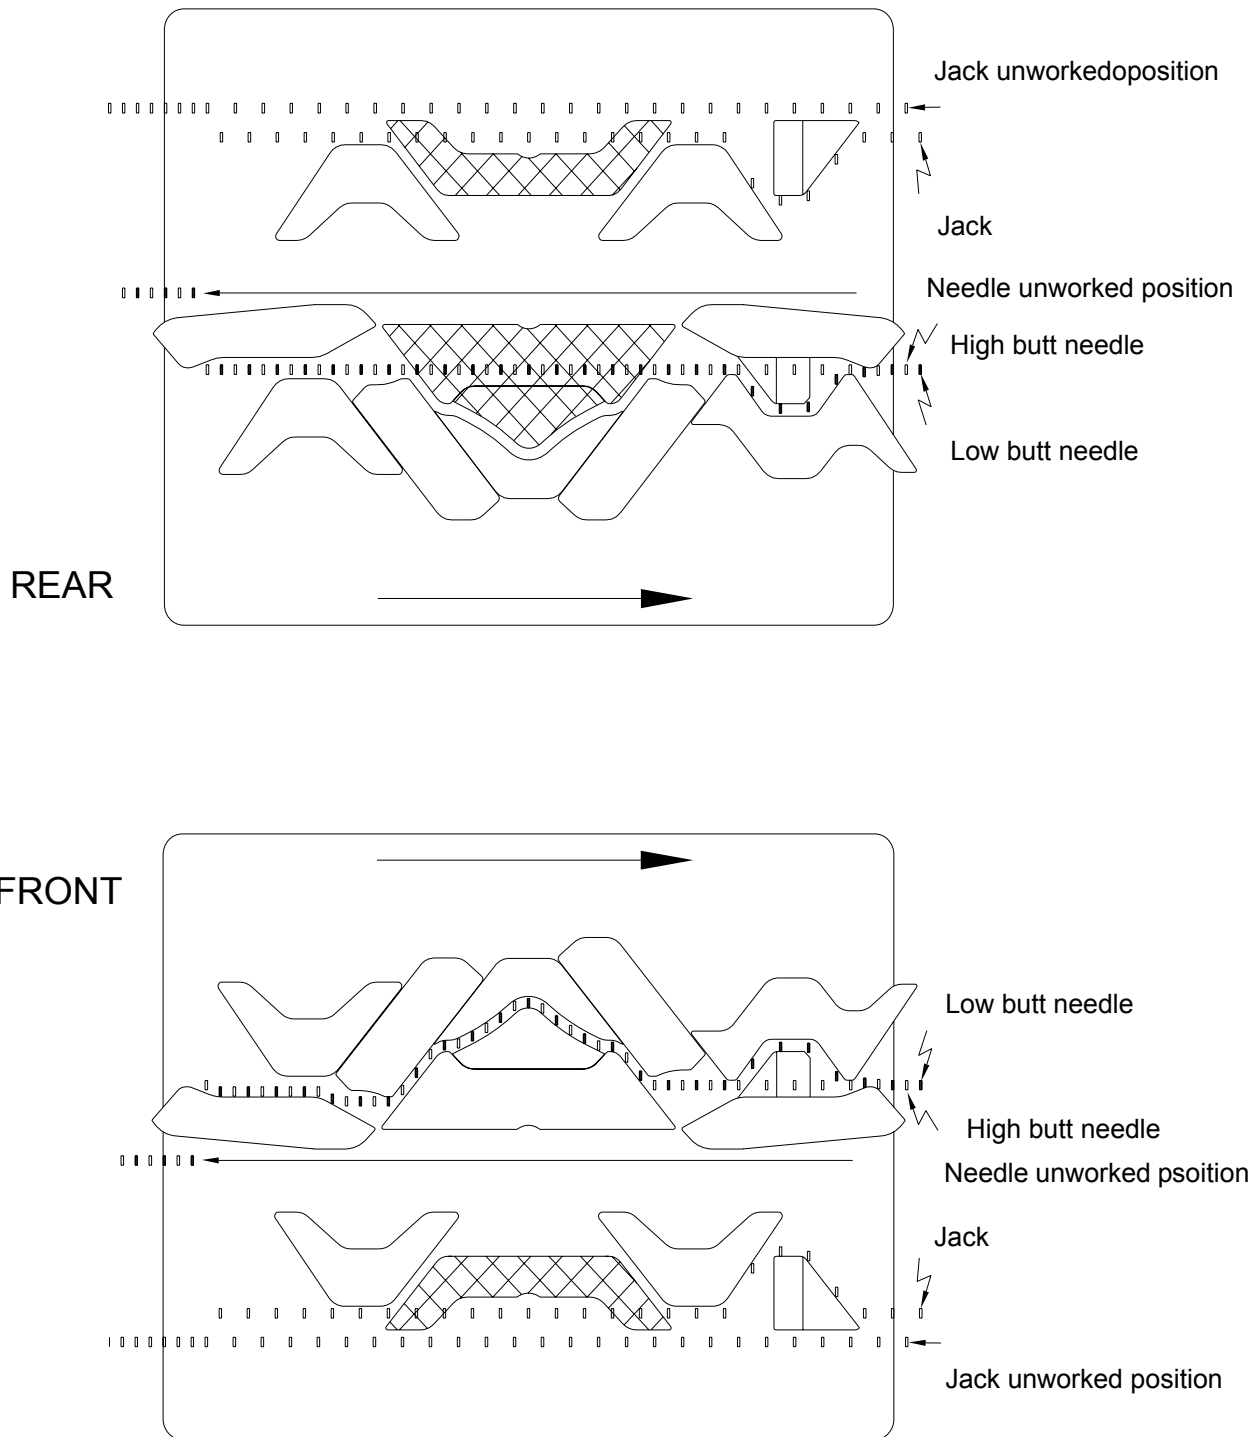 Jack unworkedoposition
Jack
Needle unworked position
High butt needle
Low butt needle
REAR
FRONT
Low butt needle
High butt needle
Needle unworked psoition
Jack
Jack unworked position